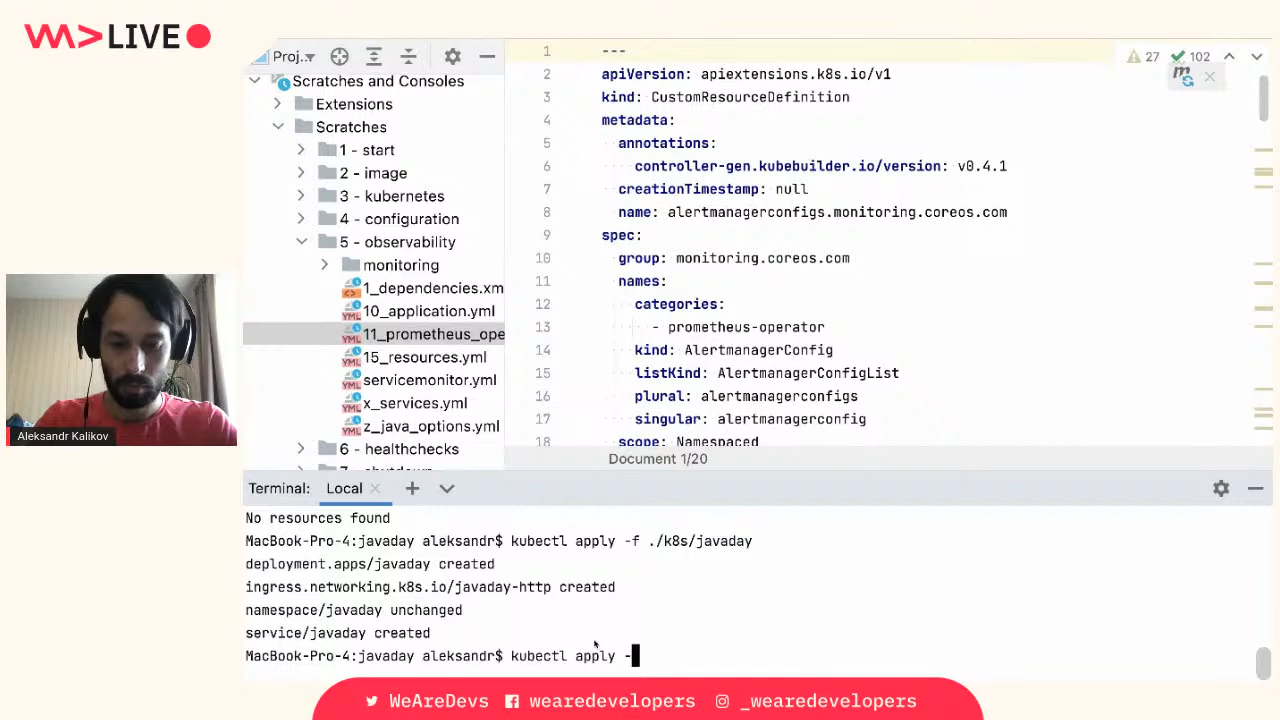 LIVE
Proj...
Scratches and Consoles
Extensions
Scratches
1 - start
2 - image
3 - kubernetes
4 - configuration
5 - observability
monitoring
1_dependencies.xm
10_application.yml
11_prometheus_ope
15_resources.yml
servicemonitor.yml
x_services.yml
z_java_options.yml
6 - healthchecks
27
102
1 ---
2 apiVersion: apiextensions.k8s.io/v1
3 kind: CustomResourceDefinition
4 metadata:
5 annotations:
6 controller-gen.kubebuilder.io/version: v0.4.1
7 creationTimestamp: null
8 name: alertmanagerconfigs.monitoring.coreos.com
9 spec:
10 group: monitoring.coreos.com
11 names:
12 categories:
13 - prometheus-operator
14 kind: AlertmanagerConfig
15 listKind: AlertmanagerConfigList
16 plural: alertmanagerconfigs
17 singular: alertmanagerconfig
18 scope: Namespaced
Document 1/20
Aleksandr Kalikov
Terminal: Local
No resources found
MacBook-Pro-4:javaday aleksandr$ kubectl apply -f ./k8s/javaday
deployment.apps/javaday created
ingress.networking.k8s.io/javaday-http created
namespace/javaday unchanged
service/javaday created
MacBook-Pro-4:javaday aleksandr$ kubectl apply -
WeAreDevs wearedevelopers _wearedevelopers